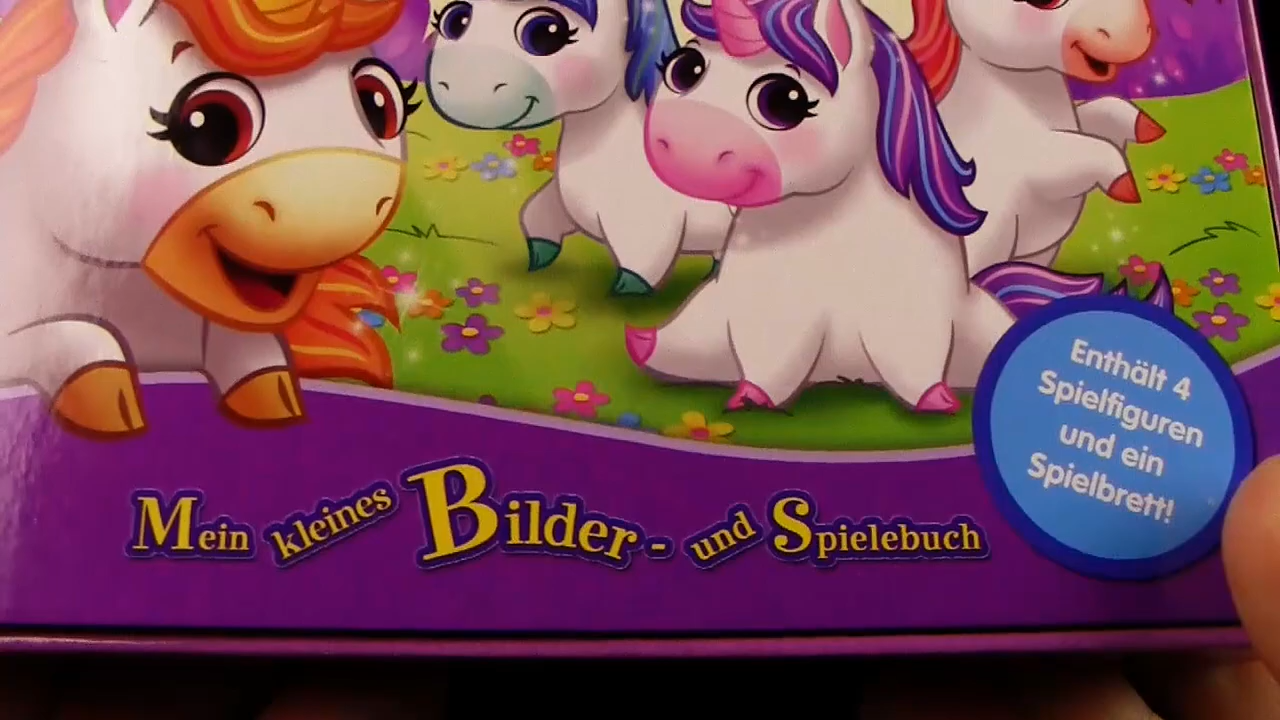 Enthält 4
Spielfiguren
und ein
Spielbrett!
Mein kleines Bilder- und Spielebuch